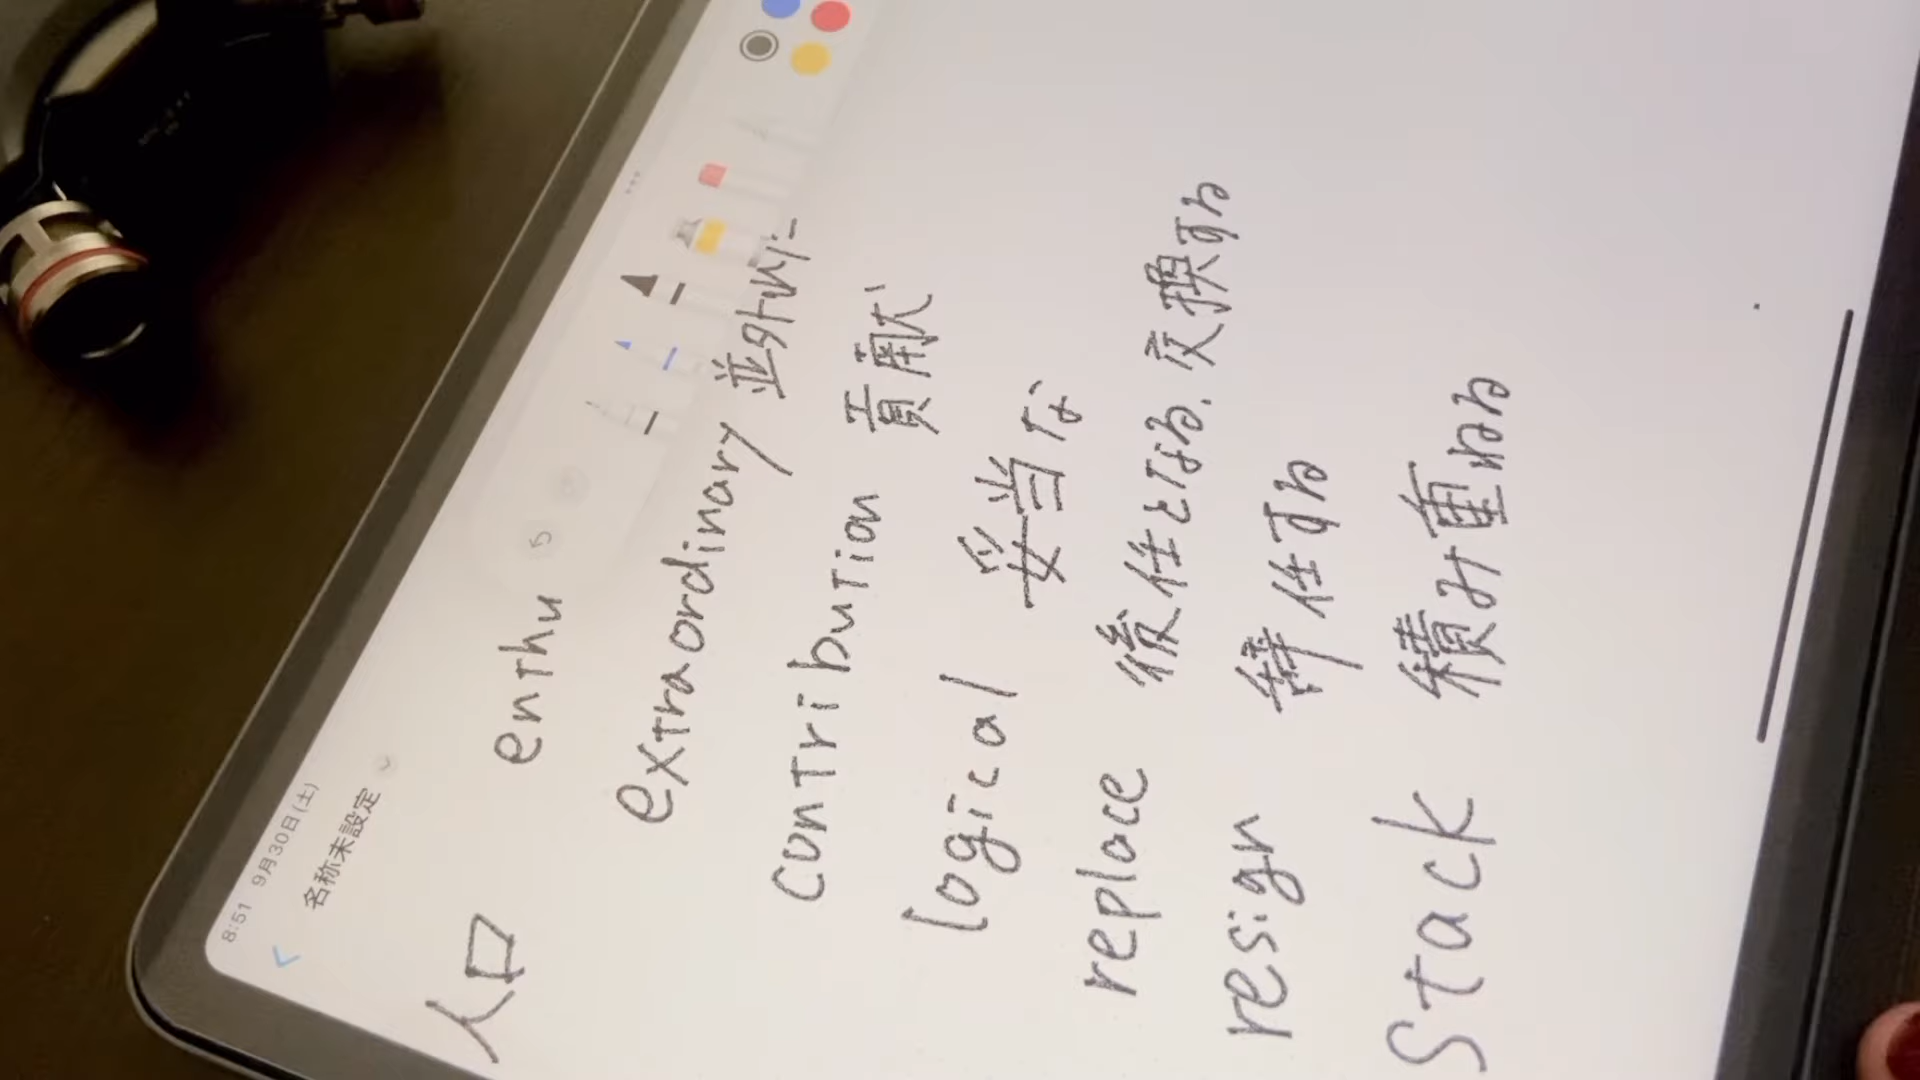 8:51 9月30日(土)
名称未設定
人口 enthu
extraordinary 並外れた
contribution 貢献
logical 妥当な
replace 後任となる、交換する
resign 辞任する
Stack 積み重ねる